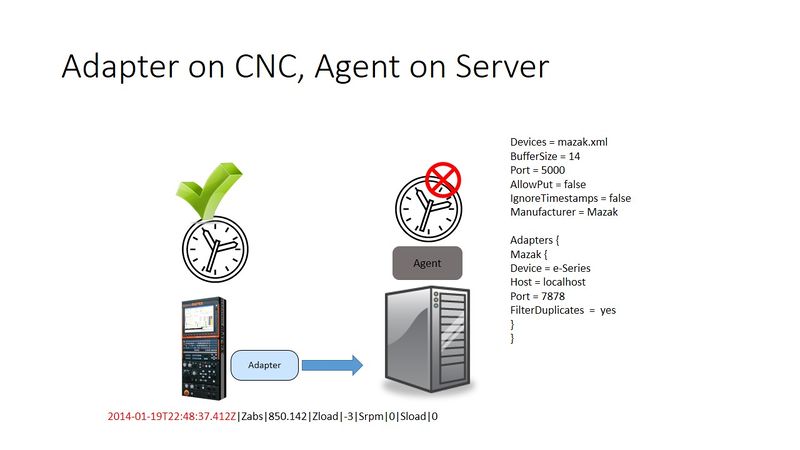 Adapter on CNC, Agent on Server
Devices = mazak.xml
BufferSize = 14
Port = 5000
AllowPut = false
IgnoreTimestamps = false
Manufacturer = Mazak
Adapters {
Mazak {
Device = e-Series
Host = localhost
Port = 7878
FilterDuplicates = yes
}
}
Agent
Adapter
2014-01-19T22:48:37.412Z|Zabs|850.142|Zload|-3|Srpm|0|Sload|0